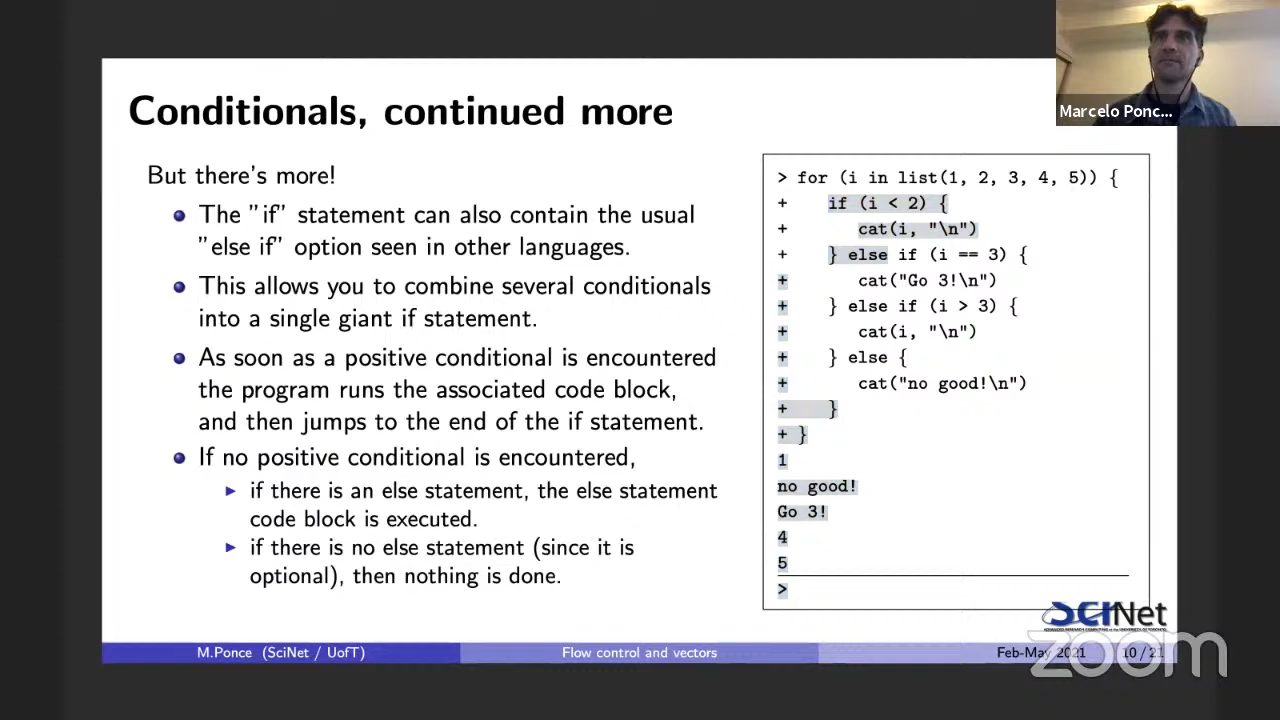 Marcelo Ponc...
Conditionals, continued more
But there's more!
The "if" statement can also contain the usual
"else if" option seen in other languages.
This allows you to combine several conditionals
into a single giant if statement.
As soon as a positive conditional is encountered
the program runs the associated code block,
and then jumps to the end of the if statement.
If no positive conditional is encountered,
if there is an else statement, the else statement
code block is executed.
if there is no else statement (since it is
optional), then nothing is done.
> for (i in list(1, 2, 3, 4, 5)) {
+    if (i < 2) {
+       cat(i, "\n")
+    } else if (i == 3) {
+       cat("Go 3!\n")
+    } else if (i > 3) {
+       cat(i, "\n")
+    } else {
+       cat("no good!\n")
+    }
+ }
1
no good!
Go 3!
4
5
>
SCINet
M.Ponce (SciNet / UofT)
Flow control and vectors
Feb-May 2021
10 / 21
zoom